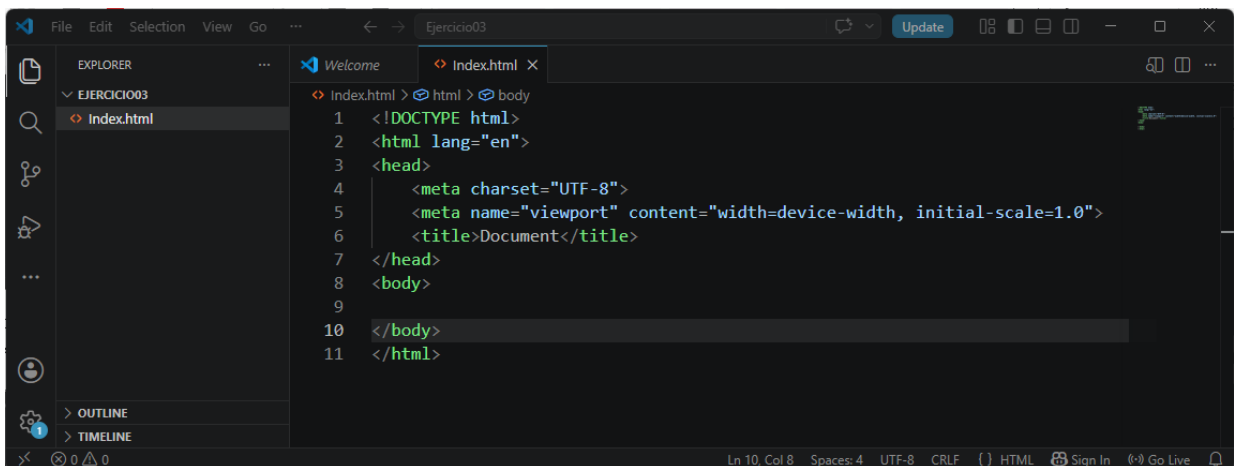 File Edit Selection View Go ··· Ejercicio03 Update
EXPLORER ···
EJERCICIO03
Index.html
OUTLINE
TIMELINE
Welcome Index.html
Index.html > html > body
1 <!DOCTYPE html>
2 <html lang="en">
3 <head>
4 <meta charset="UTF-8">
5 <meta name="viewport" content="width=device-width, initial-scale=1.0">
6 <title>Document</title>
7 </head>
8 <body>
9
10 </body>
11 </html>
1
0 0 Ln 10, Col 8 Spaces: 4 UTF-8 CRLF {} HTML Sign In Go Live